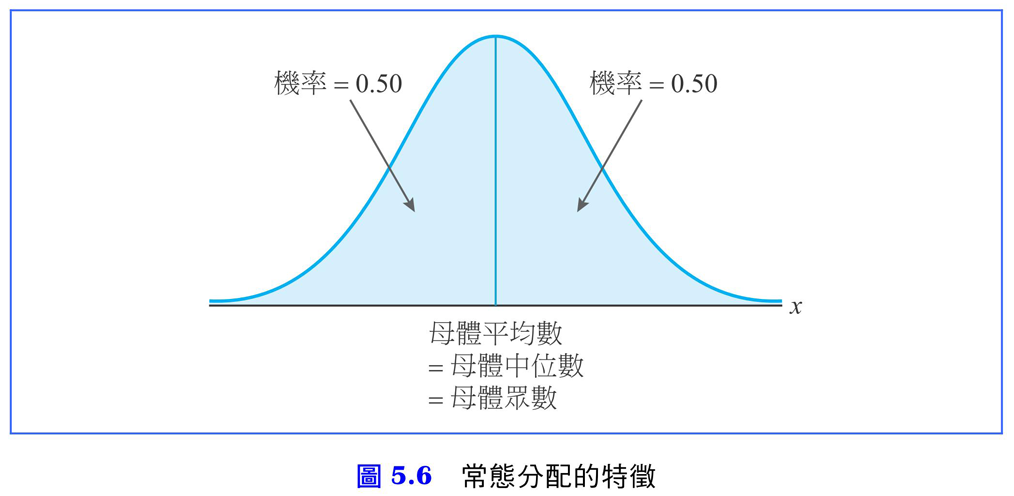 機率 = 0.50
機率 = 0.50
x
母體平均數
= 母體中位數
= 母體眾數
圖 5.6 常態分配的特徵